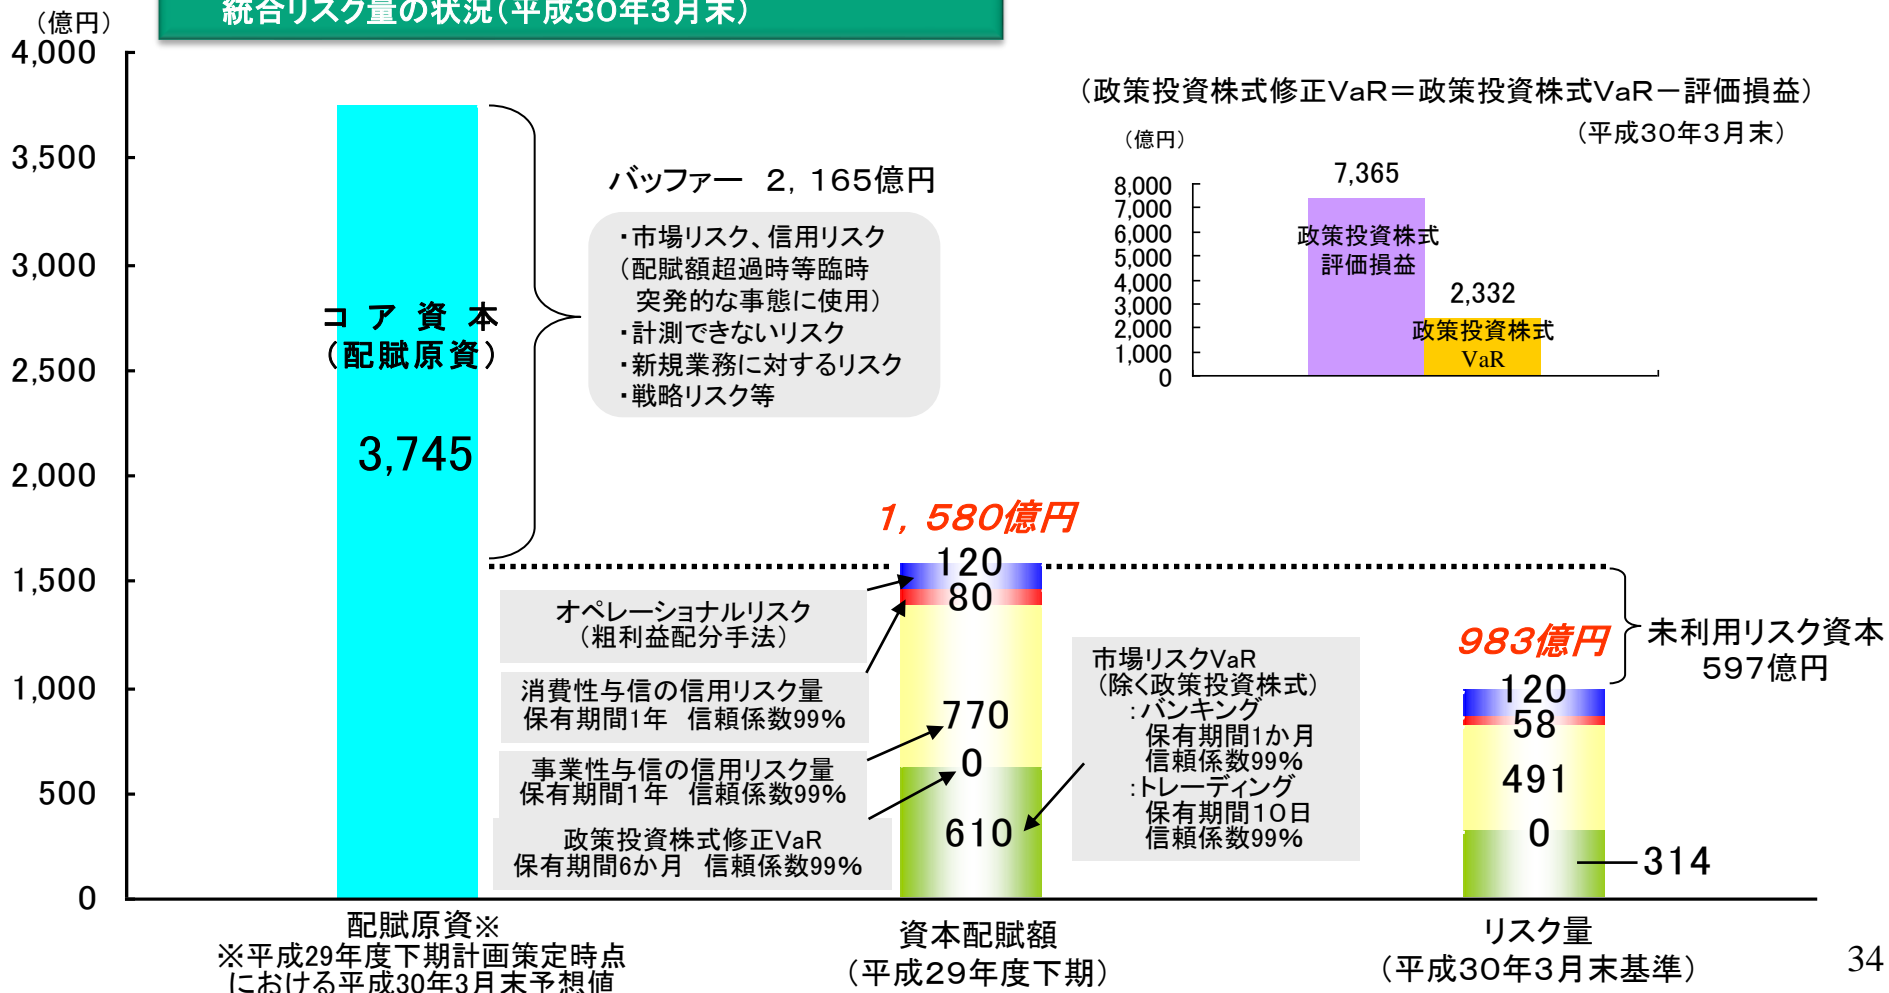 統合リスク量の状況（平成30年3月末）
（億円）
4,000
3,500
3,000
2,500
2,000
1,500
1,000
500
0
コア資本
（配賦原資）
3,745
バッファー　２，１６５億円
・市場リスク、信用リスク
（配賦額超過時等臨時
突発的な事態に使用）
・計測できないリスク
・新規業務に対するリスク
・戦略リスク等
（政策投資株式修正ＶａＲ＝政策投資株式ＶａＲ－評価損益）
（平成３０年３月末）
（億円）
8,000
7,000
6,000
5,000
4,000
3,000
2,000
1,000
0
7,365
政策投資株式
評価損益
2,332
政策投資株式
VaR
１，５８０億円
120
80
770
0
610
オペレーショナルリスク
（粗利益配分手法）
消費性与信の信用リスク量
保有期間1年　信頼係数99%
事業性与信の信用リスク量
保有期間1年　信頼係数99%
政策投資株式修正VaR
保有期間6か月　信頼係数99%
市場リスクVaR
（除く政策投資株式）
：バンキング
保有期間1か月
信頼係数99%
：トレーディング
保有期間１０日
信頼係数99%
９８３億円
120
58
491
0
314
未利用リスク資本
５９７億円
配賦原資※
※平成29年度下期計画策定時点
における平成30年3月末予想値
資本配賦額
（平成２９年度下期）
リスク量
（平成３０年３月末基準）
34